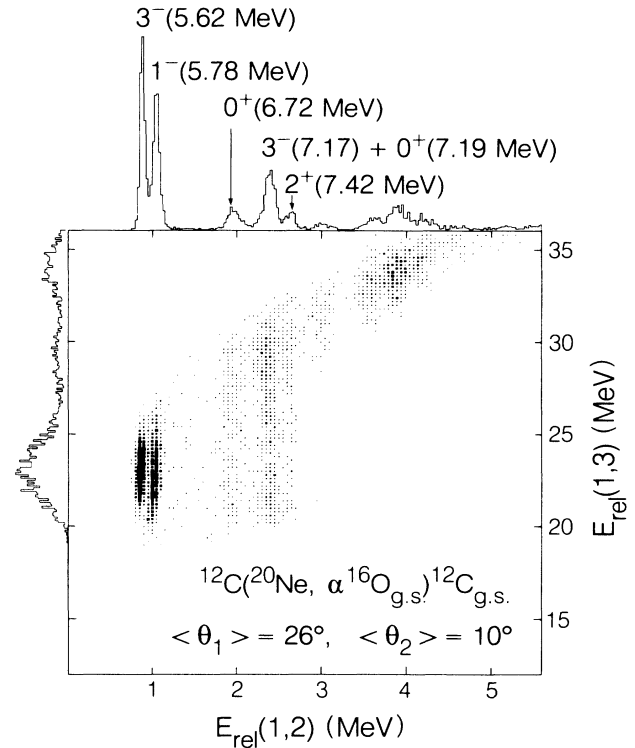 3⁻(5.62 MeV)
1⁻(5.78 MeV)
0⁺(6.72 MeV)
3⁻(7.17) + 0⁺(7.19 MeV)
2⁺(7.42 MeV)
35
30
25
20
15
E_rel(1,3) (MeV)
¹²C(²⁰Ne, α¹⁶O_g.s.)¹²C_g.s.
< θ₁ > = 26°, < θ₂ > = 10°
1 2 3 4 5
E_rel(1,2) (MeV)